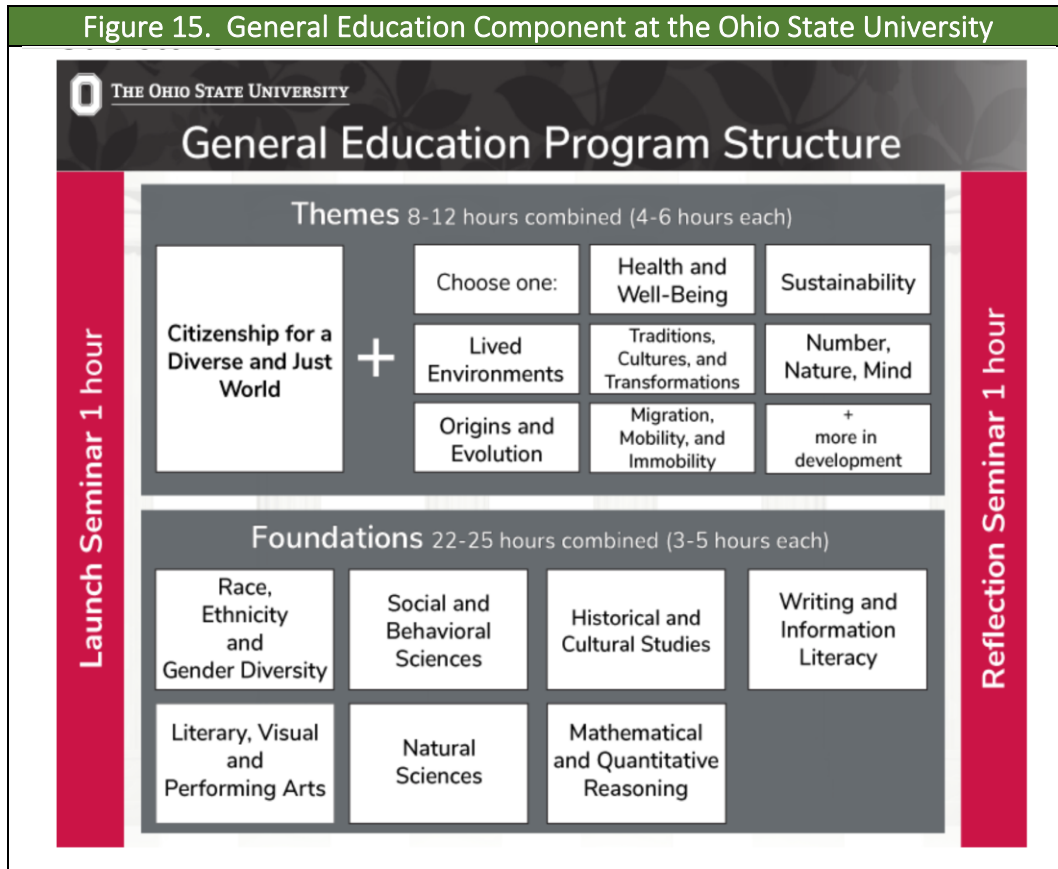 Figure 15. General Education Component at the Ohio State University
THE OHIO STATE UNIVERSITY
General Education Program Structure
Launch Seminar 1 hour
Themes 8-12 hours combined (4-6 hours each)
Citizenship for a
Diverse and Just
World
+
Choose one:
Health and
Well-Being
Sustainability
Lived
Environments
Traditions,
Cultures, and
Transformations
Number,
Nature, Mind
Origins and
Evolution
Migration,
Mobility, and
Immobility
+
more in
development
Foundations 22-25 hours combined (3-5 hours each)
Race,
Ethnicity
and
Gender Diversity
Social and
Behavioral
Sciences
Historical and
Cultural Studies
Writing and
Information
Literacy
Literary, Visual
and
Performing Arts
Natural
Sciences
Mathematical
and Quantitative
Reasoning
Reflection Seminar 1 hour